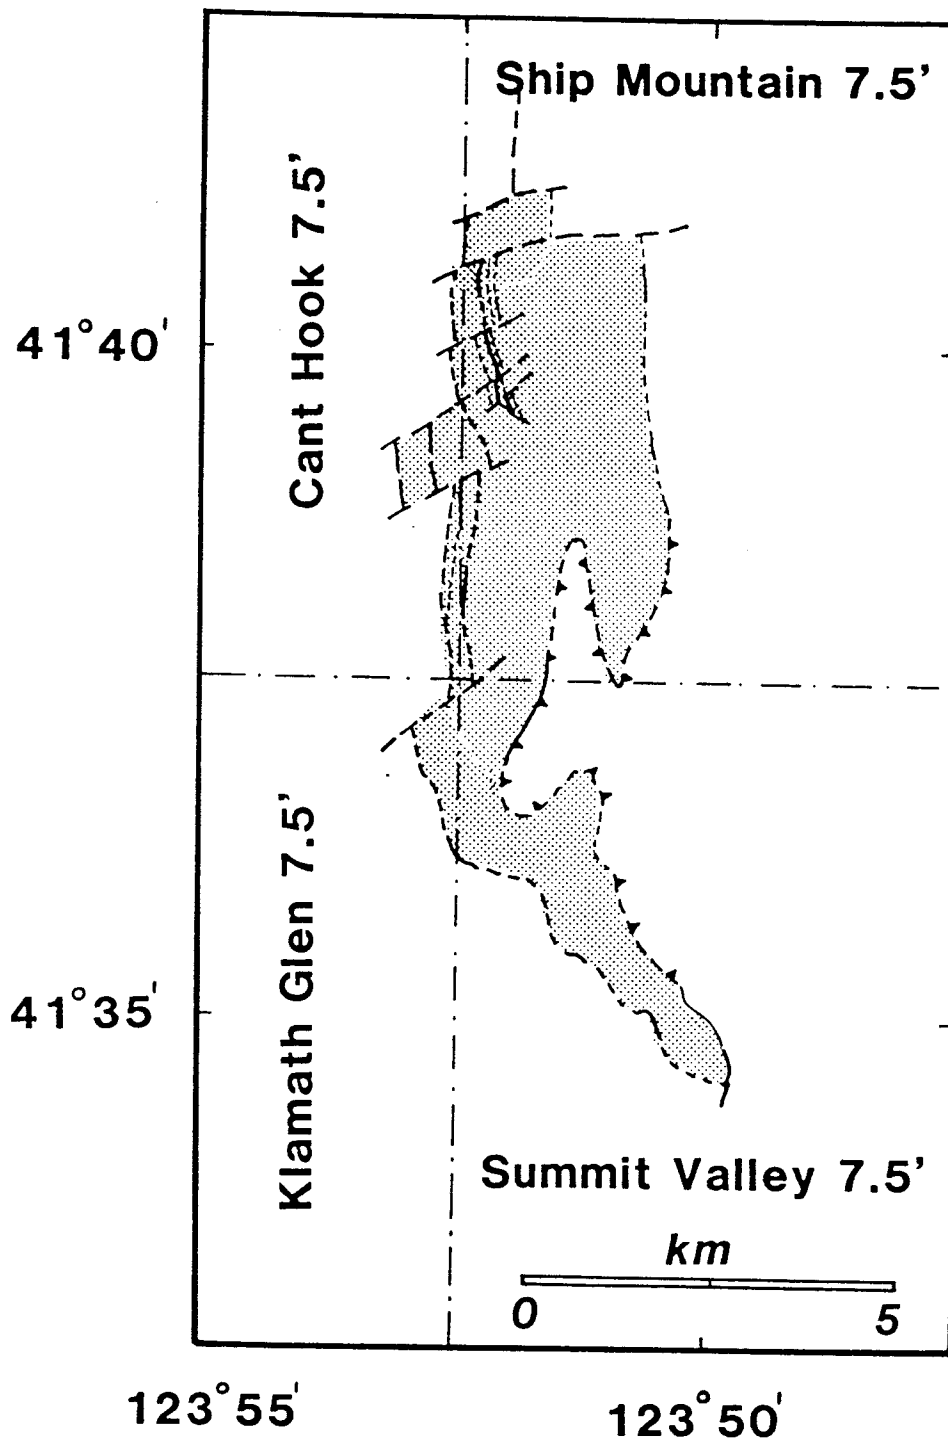 Ship Mountain 7.5'
Cant Hook 7.5'
41°40'
Klamath Glen 7.5'
41°35'
Summit Valley 7.5'
km
0 5
123°55' 123°50'